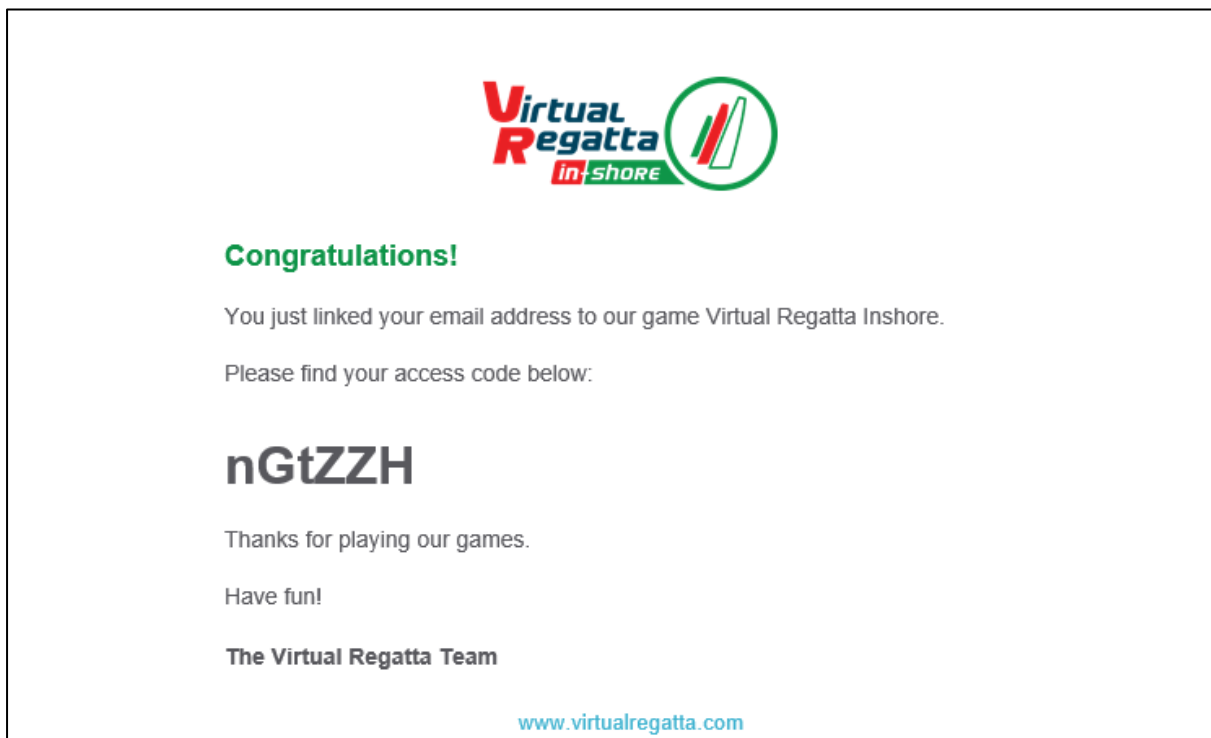 Virtual
Regatta
in-shore
Congratulations!
You just linked your email address to our game Virtual Regatta Inshore.
Please find your access code below:
nGtZZH
Thanks for playing our games.
Have fun!
The Virtual Regatta Team
www.virtualregatta.com